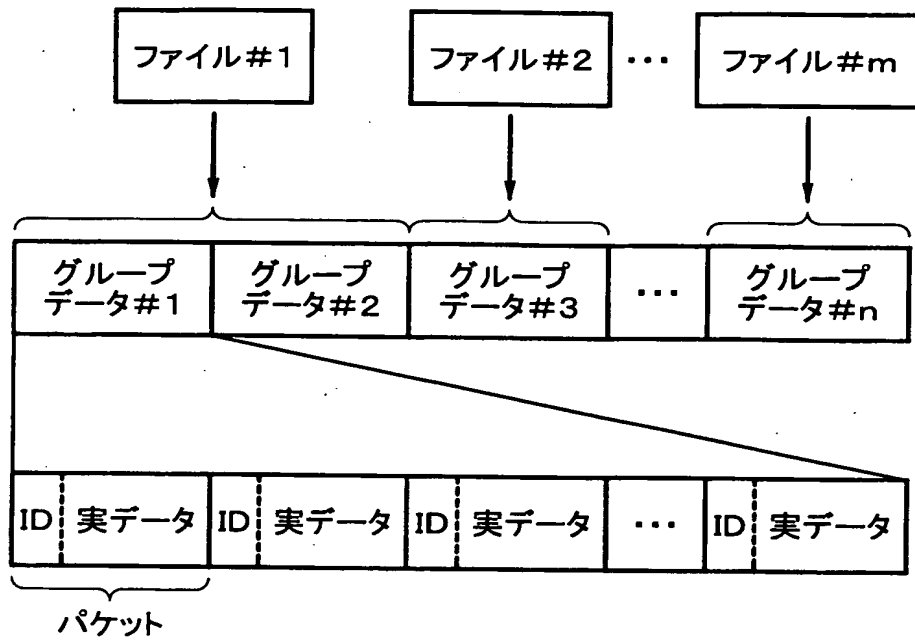 ファイル#1 ファイル#2 ・・・ ファイル#m
グループ グループ グループ グループ
データ#1 データ#2 データ#3 ・・・ データ#n
ID 実データ ID 実データ ID 実データ ・・・ ID 実データ
パケット